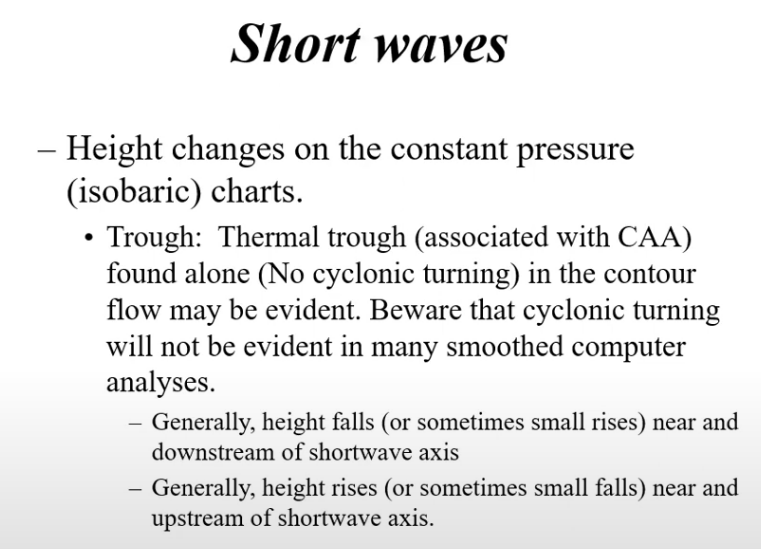 Short waves
– Height changes on the constant pressure
(isobaric) charts.
• Trough:  Thermal trough (associated with CAA)
found alone (No cyclonic turning) in the contour
flow may be evident. Beware that cyclonic turning
will not be evident in many smoothed computer
analyses.
– Generally, height falls (or sometimes small rises) near and
downstream of shortwave axis
– Generally, height rises (or sometimes small falls) near and
upstream of shortwave axis.